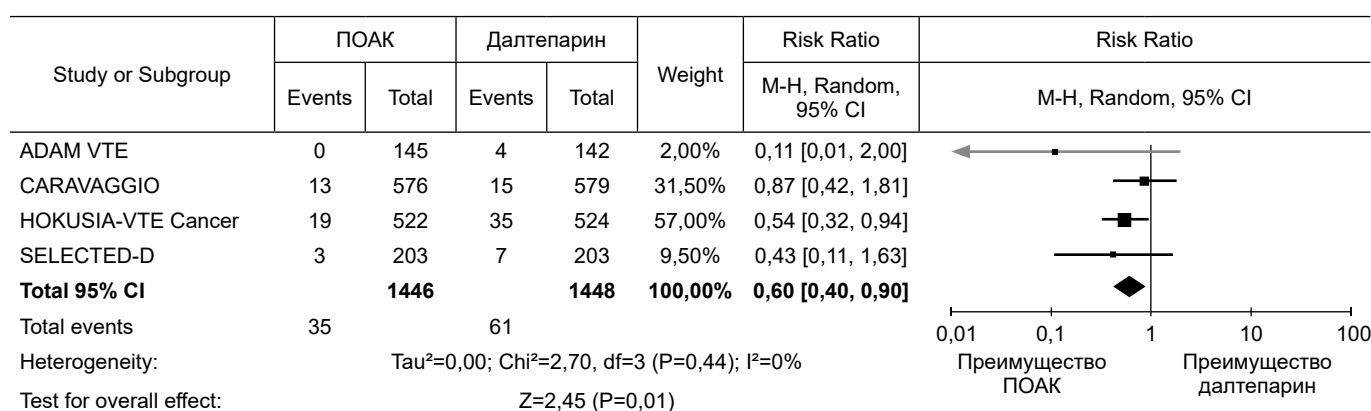 Study or Subgroup ПОАК Далтепарин Weight Risk Ratio Risk Ratio
Events Total Events Total M-H, Random, 95% CI M-H, Random, 95% CI
ADAM VTE 0 145 4 142 2,00% 0,11 [0,01, 2,00]
CARAVAGGIO 13 576 15 579 31,50% 0,87 [0,42, 1,81]
HOKUSIA-VTE Cancer 19 522 35 524 57,00% 0,54 [0,32, 0,94]
SELECTED-D 3 203 7 203 9,50% 0,43 [0,11, 1,63]
Total 95% CI 1446 1448 100,00% 0,60 [0,40, 0,90]
Total events 35 61
0,01 0,1 1 10 100
Heterogeneity: Tau²=0,00; Chi²=2,70, df=3 (P=0,44); I²=0%
Преимущество ПОАК
Преимущество далтепарин
Test for overall effect: Z=2,45 (P=0,01)